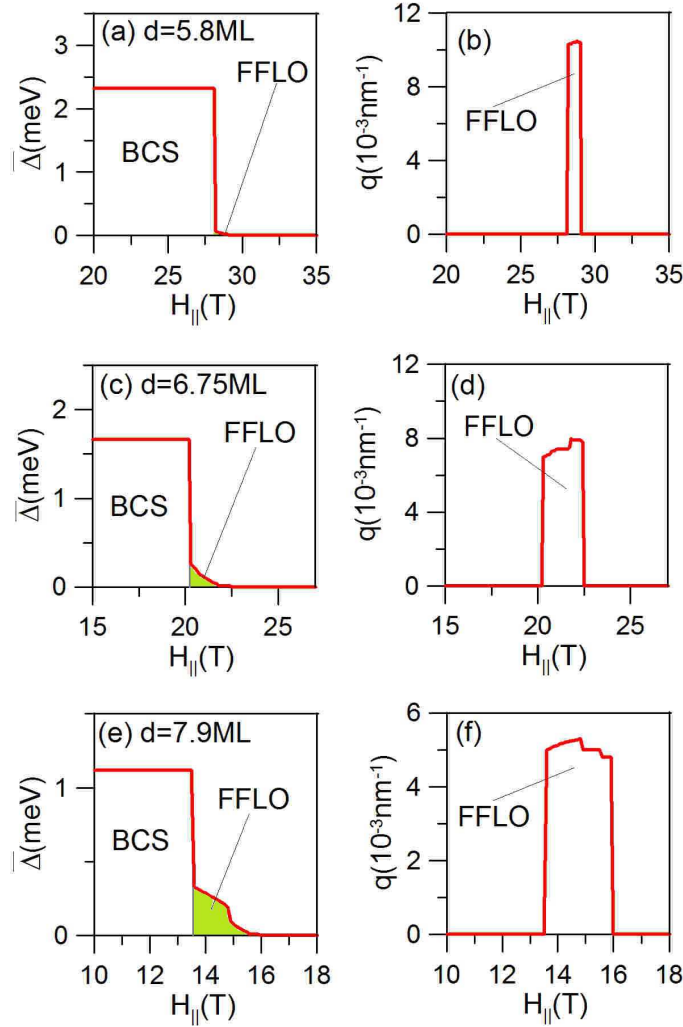 (a) d=5.8ML
FFLO
BCS
Δ̅(meV)
3
2
1
0
20 25 30 35
H||(T)
(b)
FFLO
q(10⁻³nm⁻¹)
12
8
4
0
20 25 30 35
H||(T)
(c) d=6.75ML
FFLO
BCS
Δ̅(meV)
2
1
0
15 20 25
H||(T)
(d)
FFLO
q(10⁻³nm⁻¹)
12
8
4
0
15 20 25
H||(T)
(e) d=7.9ML
FFLO
BCS
Δ̅(meV)
1
0
10 12 14 16 18
H||(T)
(f)
FFLO
q(10⁻³nm⁻¹)
6
4
2
0
10 12 14 16 18
H||(T)